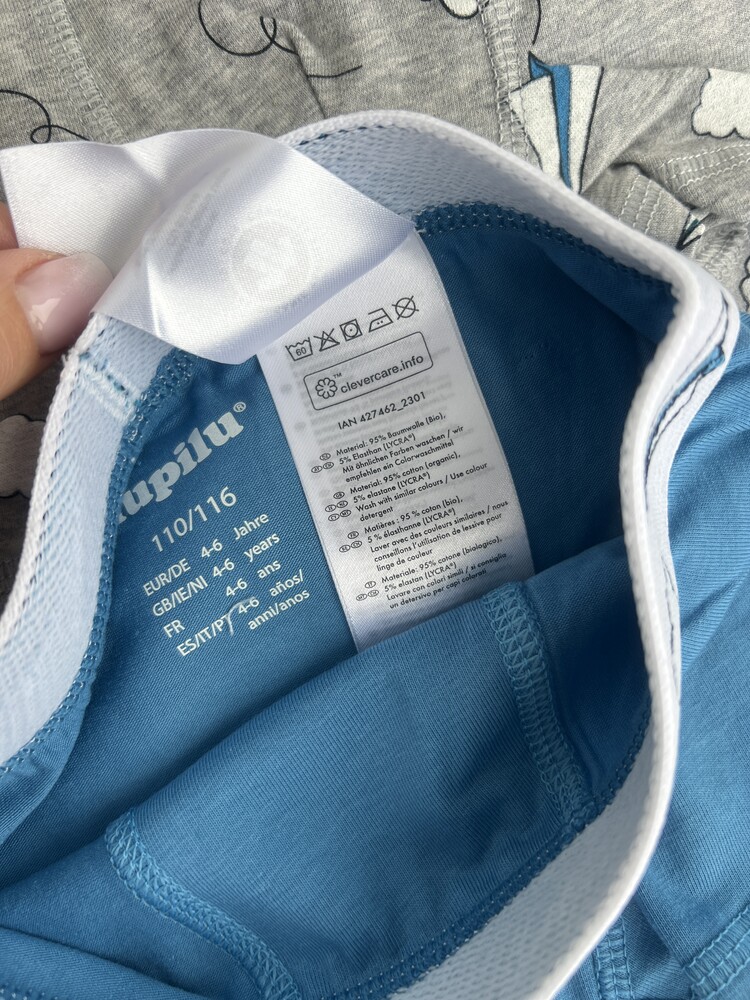 60
clevercare.info
IAN 427462_2301
Material: 95% Baumwolle (Bio),
5% Elasthan (LYCRA®)
Mit ähnlichen Farben waschen / wir
empfehlen ein Colorwaschmittel
Material: 95% cotton (organic),
5% elastane (LYCRA®)
Wash with similar colours / Use colour
detergent
Matières : 95 % coton (bio),
5 % élasthanne (LYCRA®)
Laver avec des couleurs similaires / nous
conseillons l'utilisation de lessive pour
linge de couleur
Materiale: 95% cotone (biologico),
5% elastan (LYCRA®)
Lavare con colori simili / si consiglia
un detersivo per capi colorati
lupilu®
110/116
EUR/DE 4-6 Jahre
GB/IE/NI 4-6 years
FR 4-6 ans
ES/IT/PT 4-6 años/
anni/anos